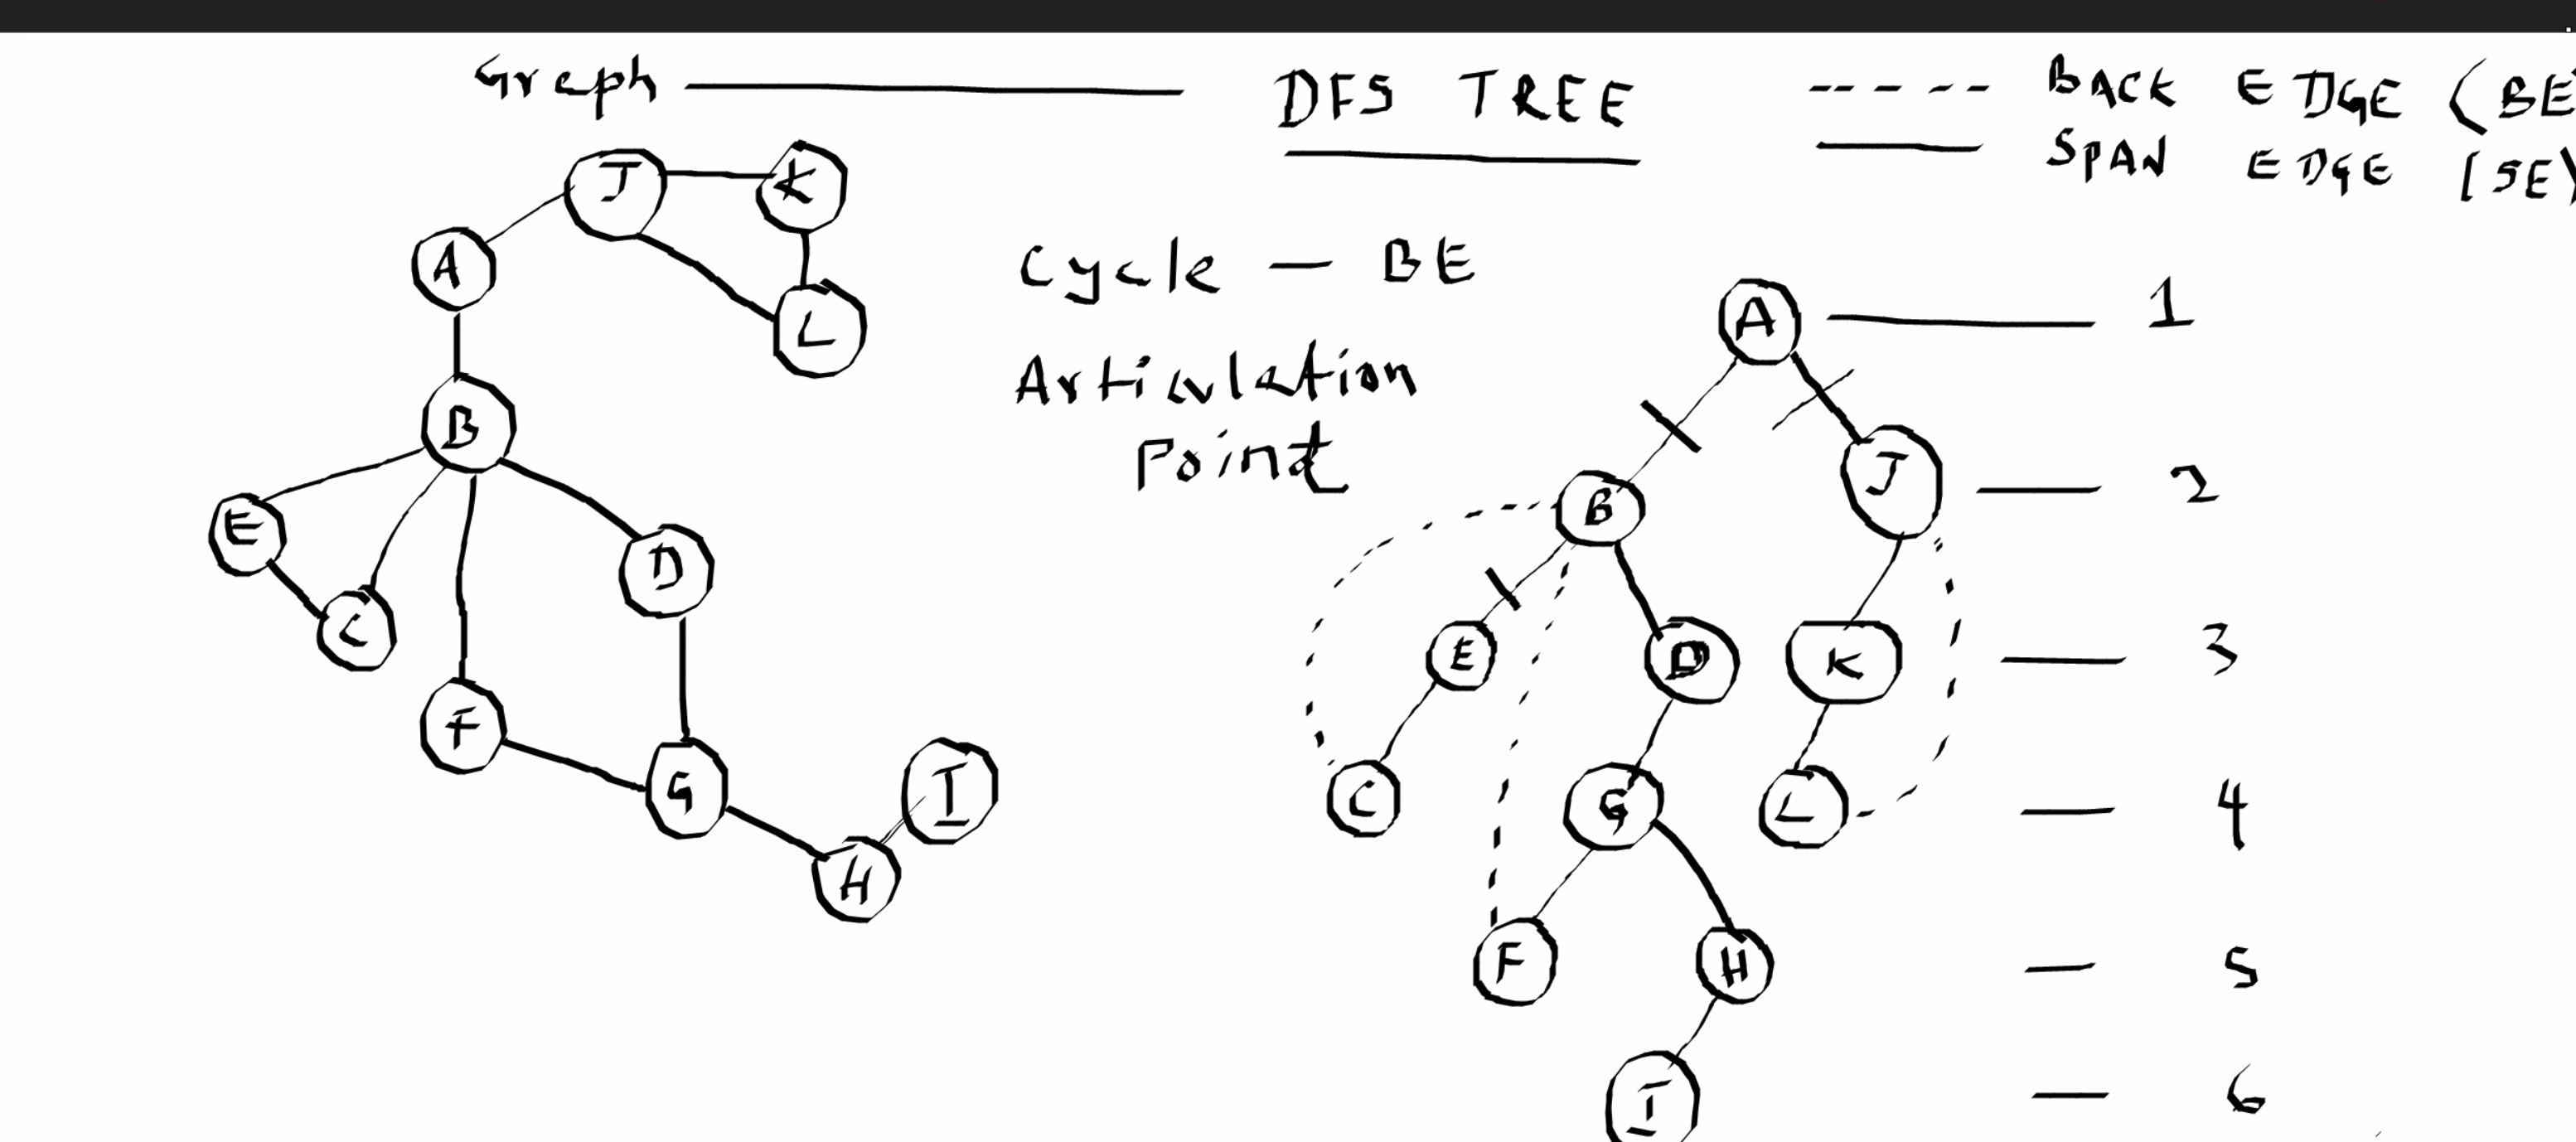 Graph
DFS TREE
BACK EDGE (BE
SPAN EDGE (SE)
J
K
A
L
B
E
D
C
F
G
I
H
Cycle — BE
Articulation
Point
A 1
B J 2
E D K 3
C G L 4
F H 5
I 6